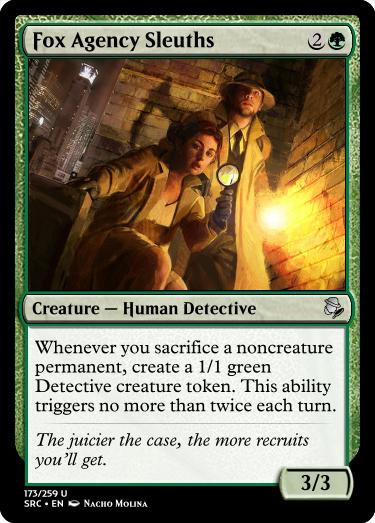 Fox Agency Sleuths 2
Creature — Human Detective
Whenever you sacrifice a noncreature
permanent, create a 1/1 green
Detective creature token. This ability
triggers no more than twice each turn.
The juicier the case, the more recruits
you'll get.
3/3
173/259 U
SRC • EN Nacho Molina